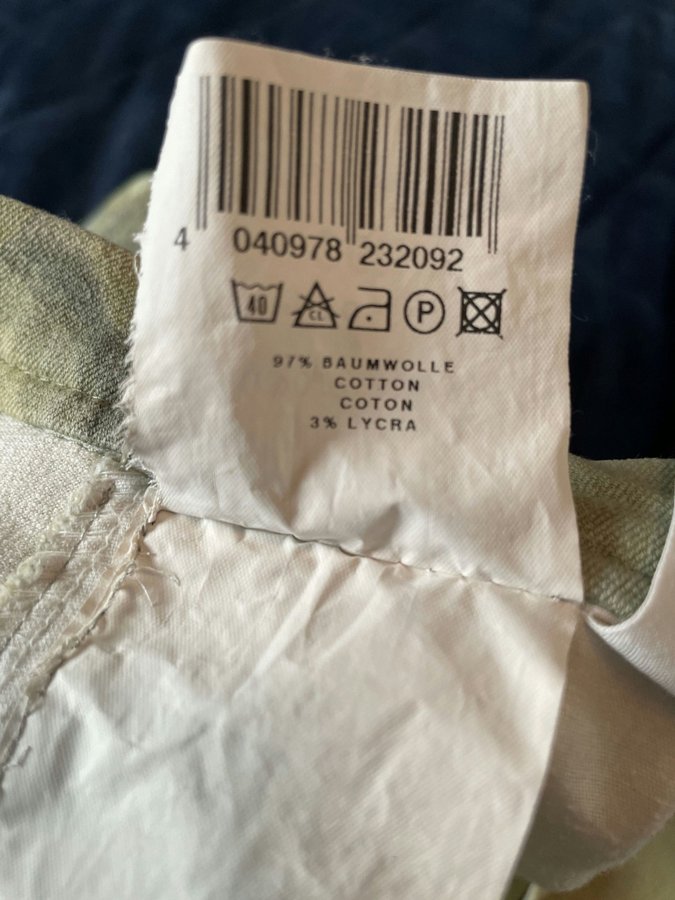 4 040978 232092
40 CL P
97% BAUMWOLLE
COTTON
COTON
3% LYCRA